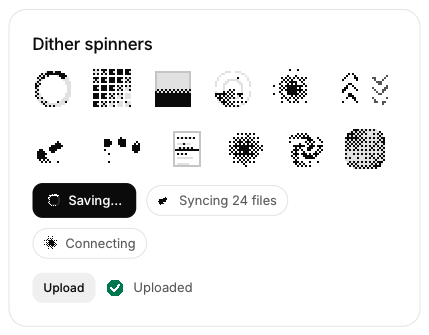 Dither spinners
Saving...
Syncing 24 files
Connecting
Upload
Uploaded